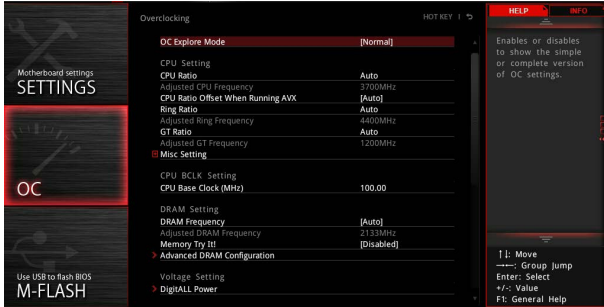 Overclocking
HOT KEY | ⮌
HELP
INFO
Motherboard settings
SETTINGS
OC
Use USB to flash BIOS
M-FLASH
OC Explore Mode [Normal]
CPU Setting
CPU Ratio Auto
Adjusted CPU Frequency 3700MHz
CPU Ratio Offset When Running AVX [Auto]
Ring Ratio Auto
Adjusted Ring Frequency 4400MHz
GT Ratio Auto
Adjusted GT Frequency 1200MHz
Misc Setting
CPU BCLK Setting
CPU Base Clock (MHz) 100.00
DRAM Setting
DRAM Frequency [Auto]
Adjusted DRAM Frequency 2133MHz
Memory Try It! [Disabled]
Advanced DRAM Configuration
Voltage Setting
DigitALL Power
Enables or disables
to show the simple
or complete version
of OC settings.
↑↓: Move
→←: Group Jump
Enter: Select
+/-: Value
F1: General Help